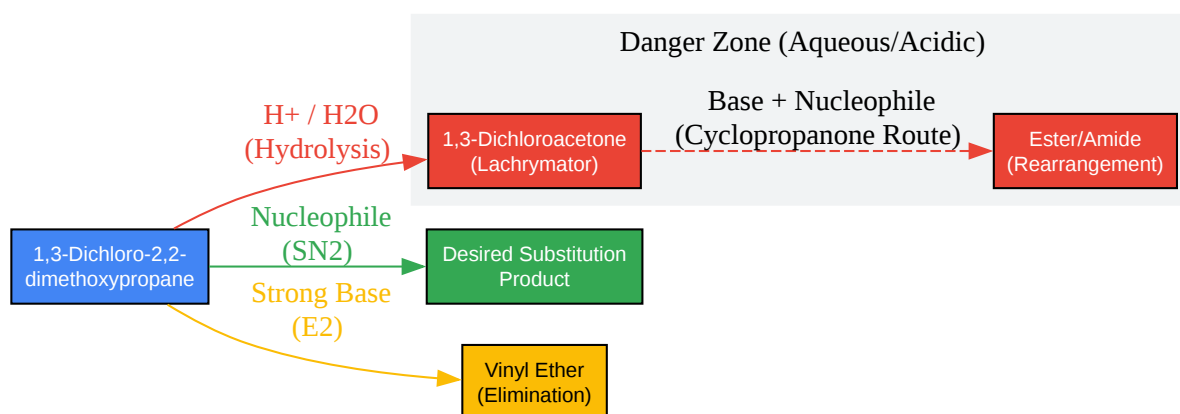 Danger Zone (Aqueous/Acidic)
H+ / H2O
(Hydrolysis)
1,3-Dichloroacetone
(Lachrymator)
Base + Nucleophile
(Cyclopropanone Route)
Ester/Amide
(Rearrangement)
1,3-Dichloro-2,2-
dimethoxypropane
Nucleophile
(SN2)
Desired Substitution
Product
Strong Base
(E2)
Vinyl Ether
(Elimination)